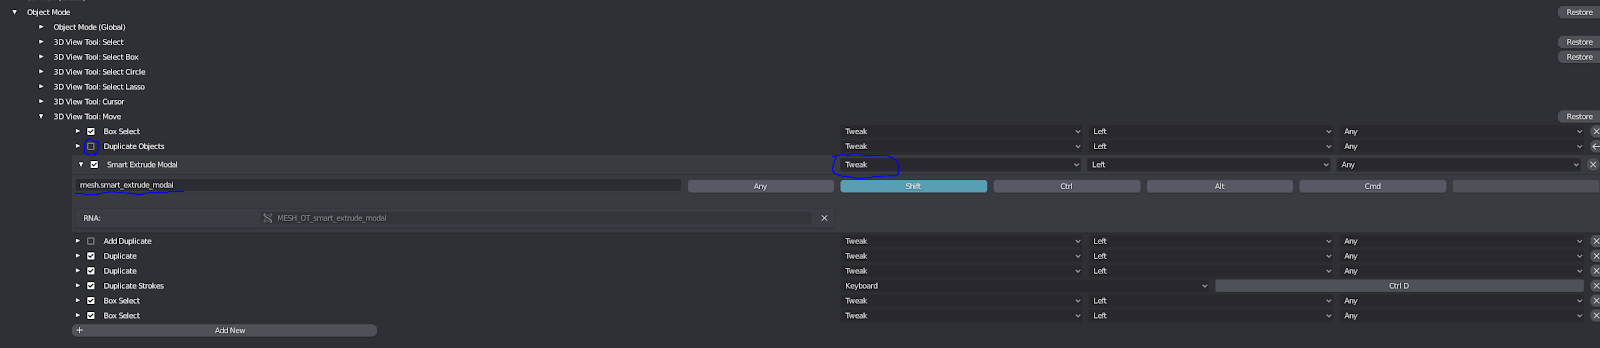 Object Mode Restore
Object Mode (Global)
3D View Tool: Select Restore
3D View Tool: Select Box Restore
3D View Tool: Select Circle
3D View Tool: Select Lasso
3D View Tool: Cursor
3D View Tool: Move Restore
Box Select Tweak Left Any
Duplicate Objects Tweak Left Any
Smart Extrude Modal Tweak Left Any
mesh.smart_extrude_modal Any Shift Ctrl Alt Cmd
RNA: MESH_OT_smart_extrude_modal
Add Duplicate Tweak Left Any
Duplicate Tweak Left Any
Duplicate Tweak Left Any
Duplicate Strokes Keyboard Ctrl D
Box Select Tweak Left Any
Box Select Tweak Left Any
Add New